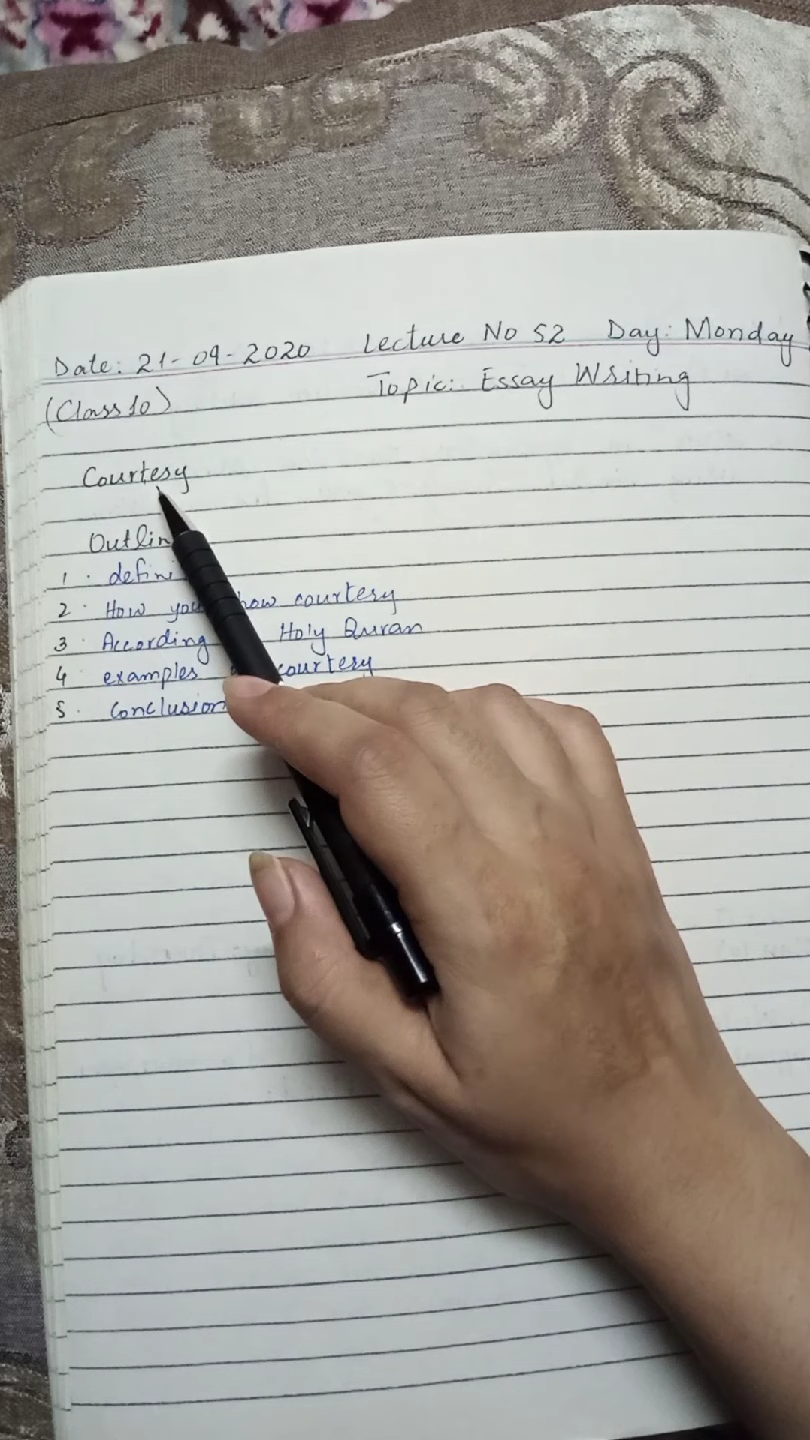 Date: 21-09-2020 Lecture No 52 Day: Monday
(Class 10) Topic: Essay Writing
Courtesy
Outlin
1. defin
2. How you how courtesy
3 According Holy Quran
4 examples courtesy
5. conclusion